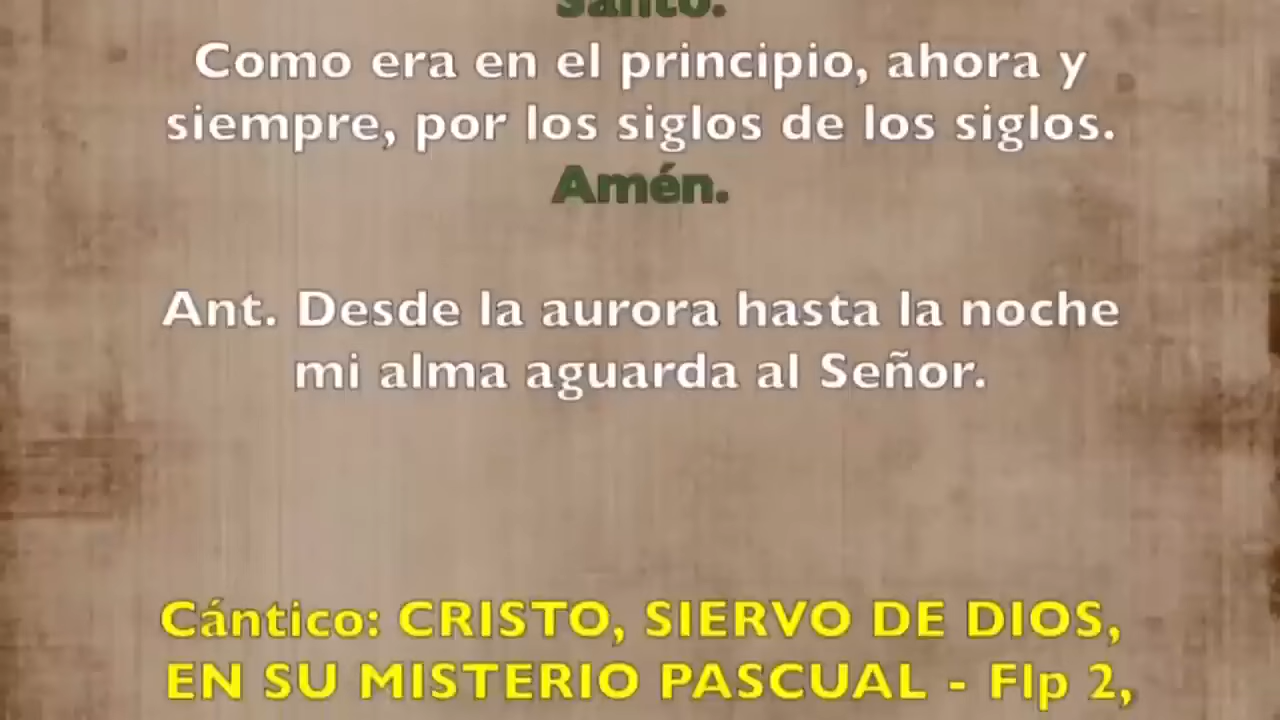 Santo.
Como era en el principio, ahora y
siempre, por los siglos de los siglos.
Amén.
Ant. Desde la aurora hasta la noche
mi alma aguarda al Señor.
Cántico: CRISTO, SIERVO DE DIOS,
EN SU MISTERIO PASCUAL - Flp 2,